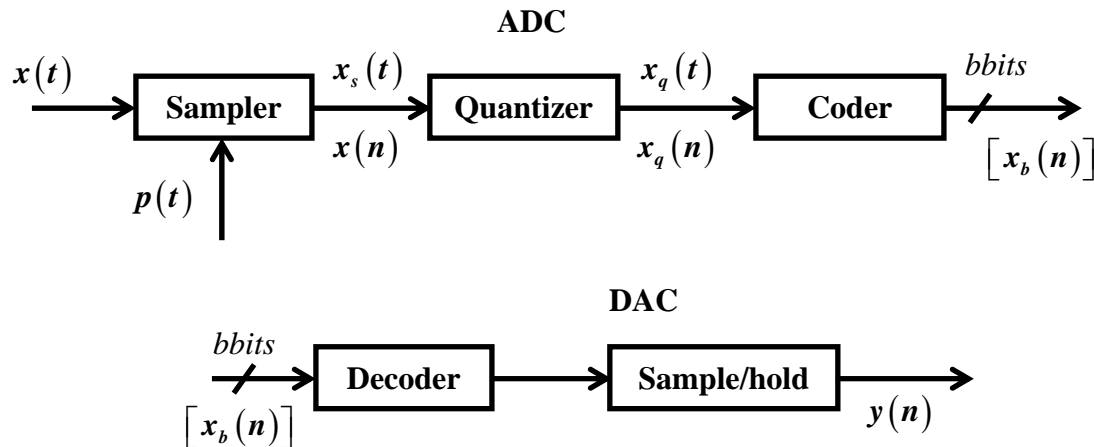 ADC
x(t)
Sampler
x_s(t)
x(n)
Quantizer
x_q(t)
x_q(n)
Coder
bbits
[x_b(n)]
p(t)
DAC
bbits
[x_b(n)]
Decoder
Sample/hold
y(n)